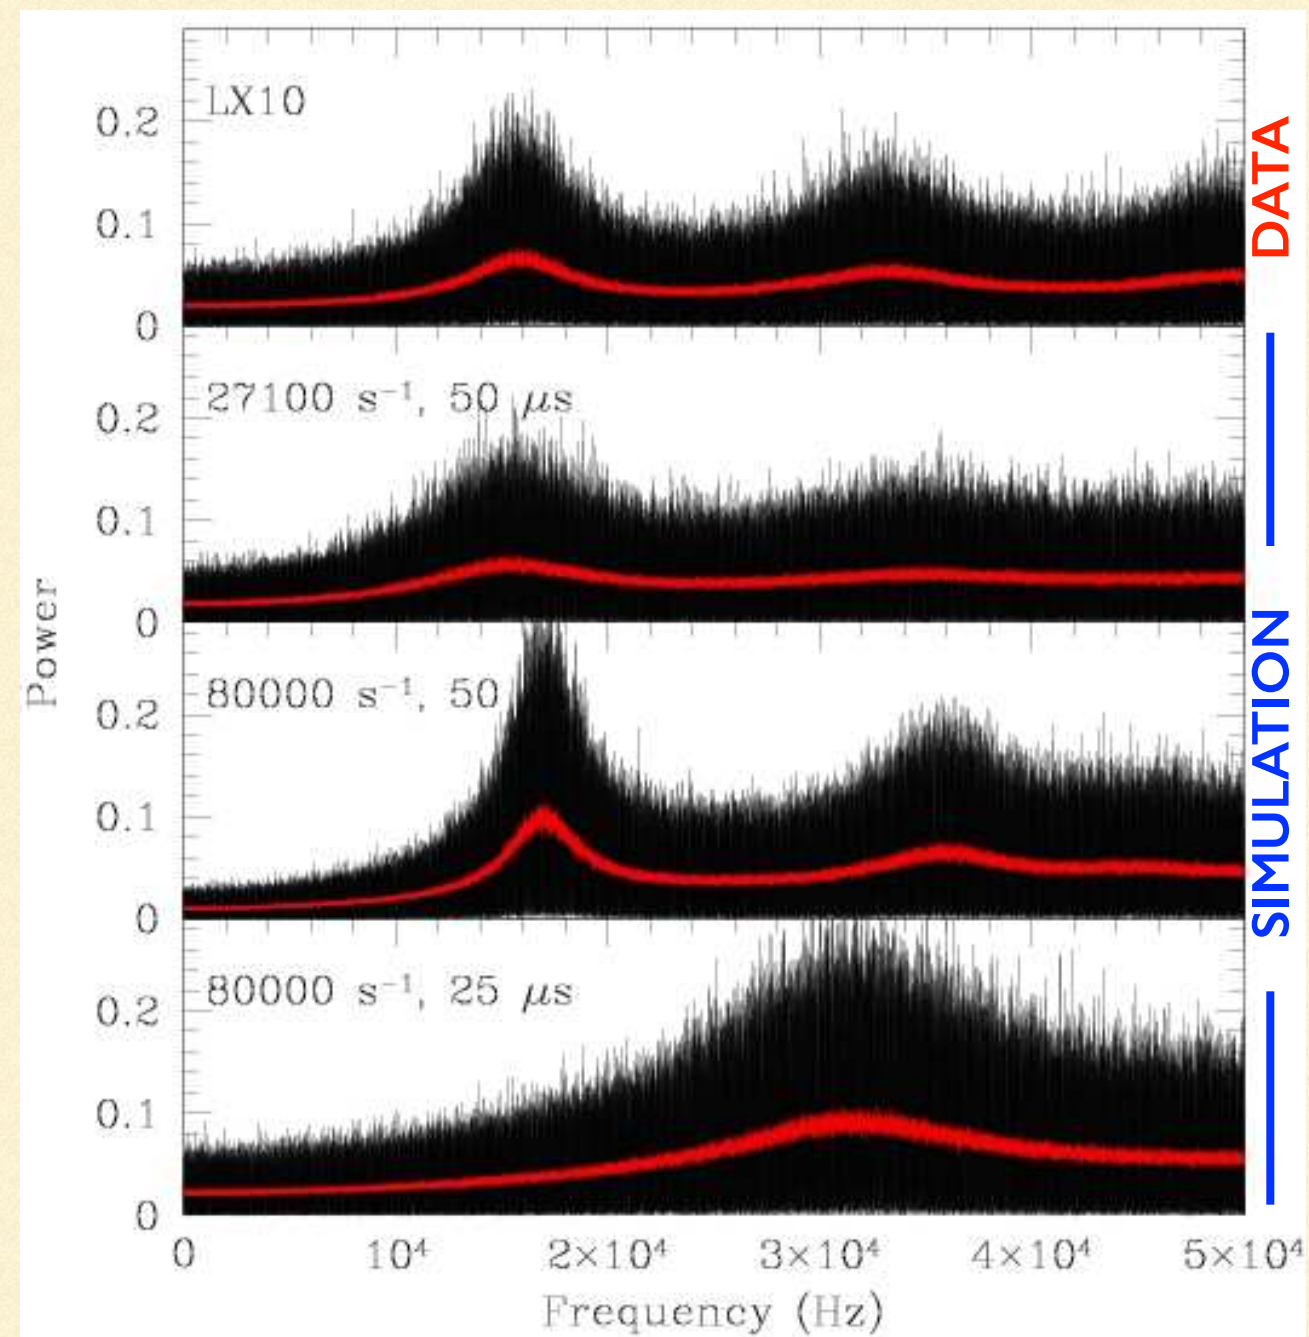 LX10
0.2
0.1
0
27100 s⁻¹, 50 μs
0.2
0.1
0
80000 s⁻¹, 50
0.2
0.1
0
80000 s⁻¹, 25 μs
0.2
0.1
0
Power
0
10⁴
2×10⁴
3×10⁴
4×10⁴
5×10⁴
Frequency (Hz)
DATA
SIMULATION